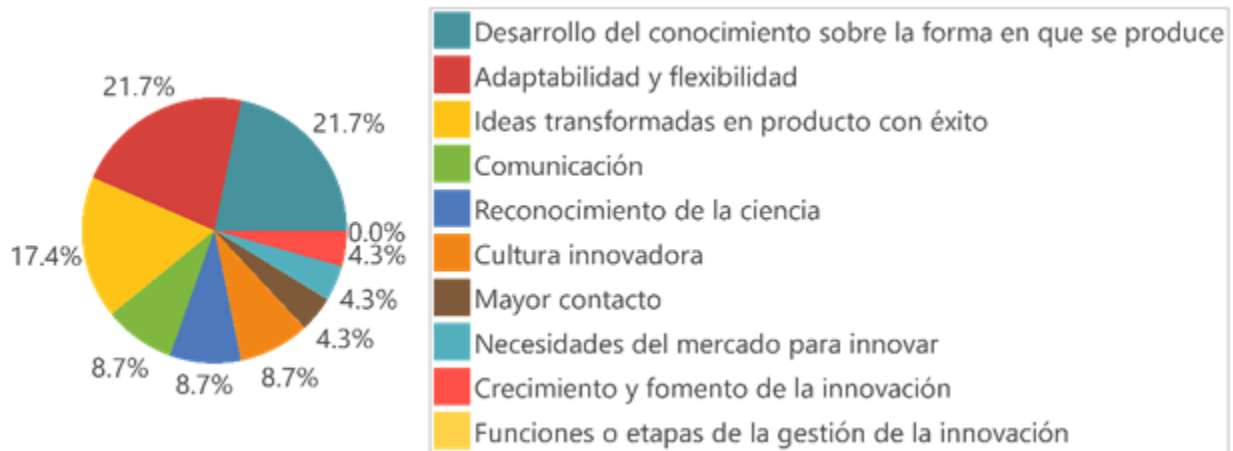 21.7%
21.7%
17.4%
8.7%
8.7%
8.7%
4.3%
4.3%
4.3%
0.0%
Desarrollo del conocimiento sobre la forma en que se produce
Adaptabilidad y flexibilidad
Ideas transformadas en producto con éxito
Comunicación
Reconocimiento de la ciencia
Cultura innovadora
Mayor contacto
Necesidades del mercado para innovar
Crecimiento y fomento de la innovación
Funciones o etapas de la gestión de la innovación